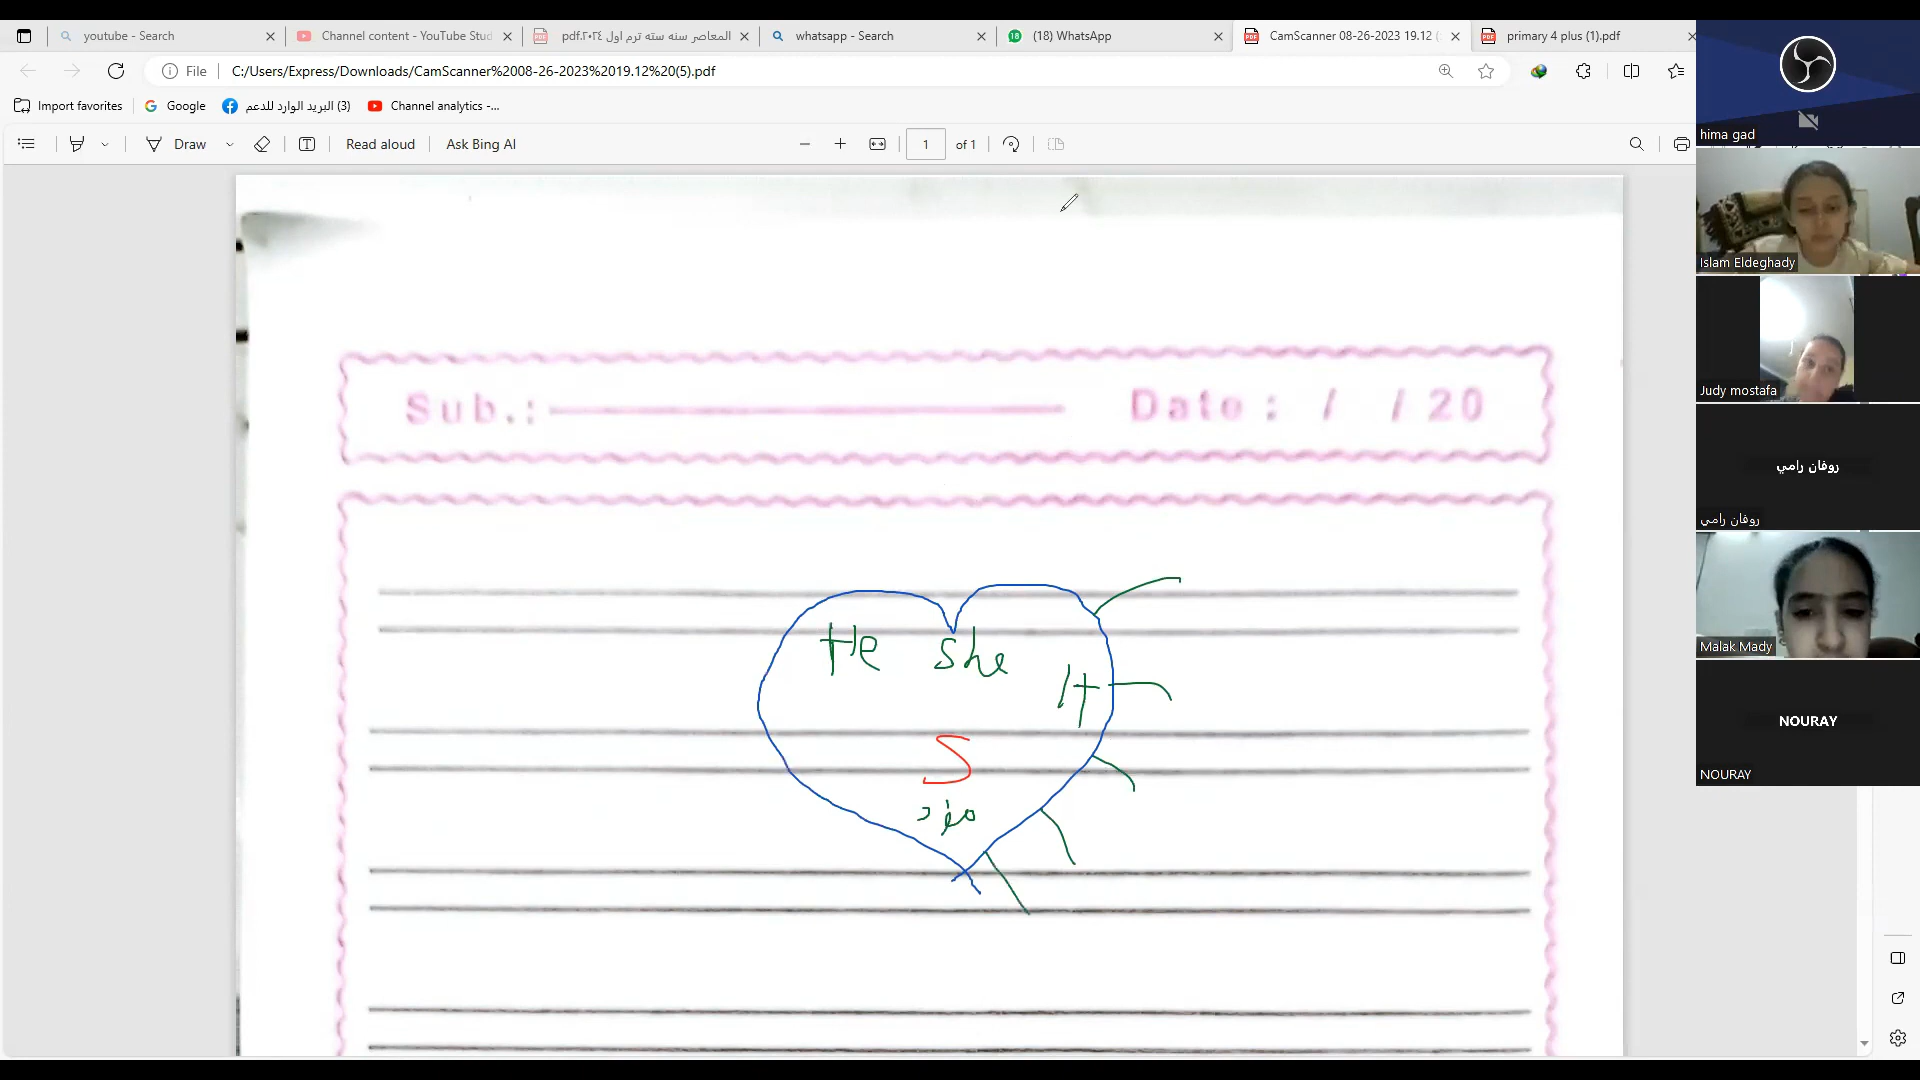 youtube - Search
Channel content - YouTube Stud
المعاصر سنه سته ترم اول ٢٠٢٤.pdf
whatsapp - Search
(18) WhatsApp
CamScanner 08-26-2023 19.12 (
primary 4 plus (1).pdf
File
C:/Users/Express/Downloads/CamScanner%2008-26-2023%2019.12%20(5).pdf
Import favorites
Google
(3) البريد الوارد للدعم
Channel analytics -...
Draw
Read aloud
Ask Bing AI
1
of 1
Sub.:
Date: / / 20
He She
It
S
مفرد
hima gad
Islam Eldeghady
Judy mostafa
روفان رامي
روفان رامي
Malak Mady
NOURAY
NOURAY